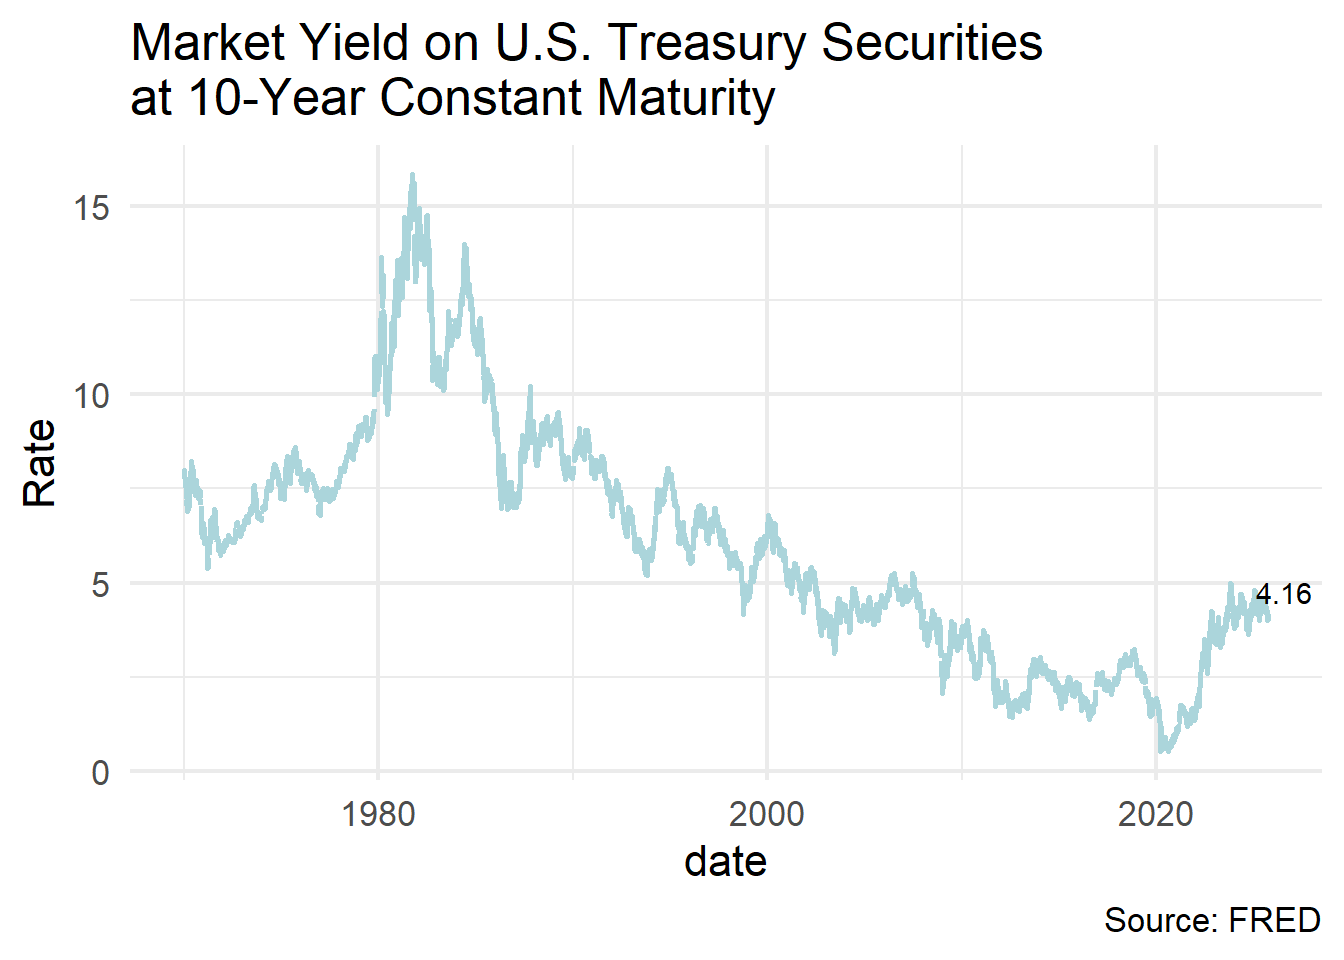 Market Yield on U.S. Treasury Securities
at 10-Year Constant Maturity
15
10
5
0
Rate
4.16
1980
2000
2020
date
Source: FRED